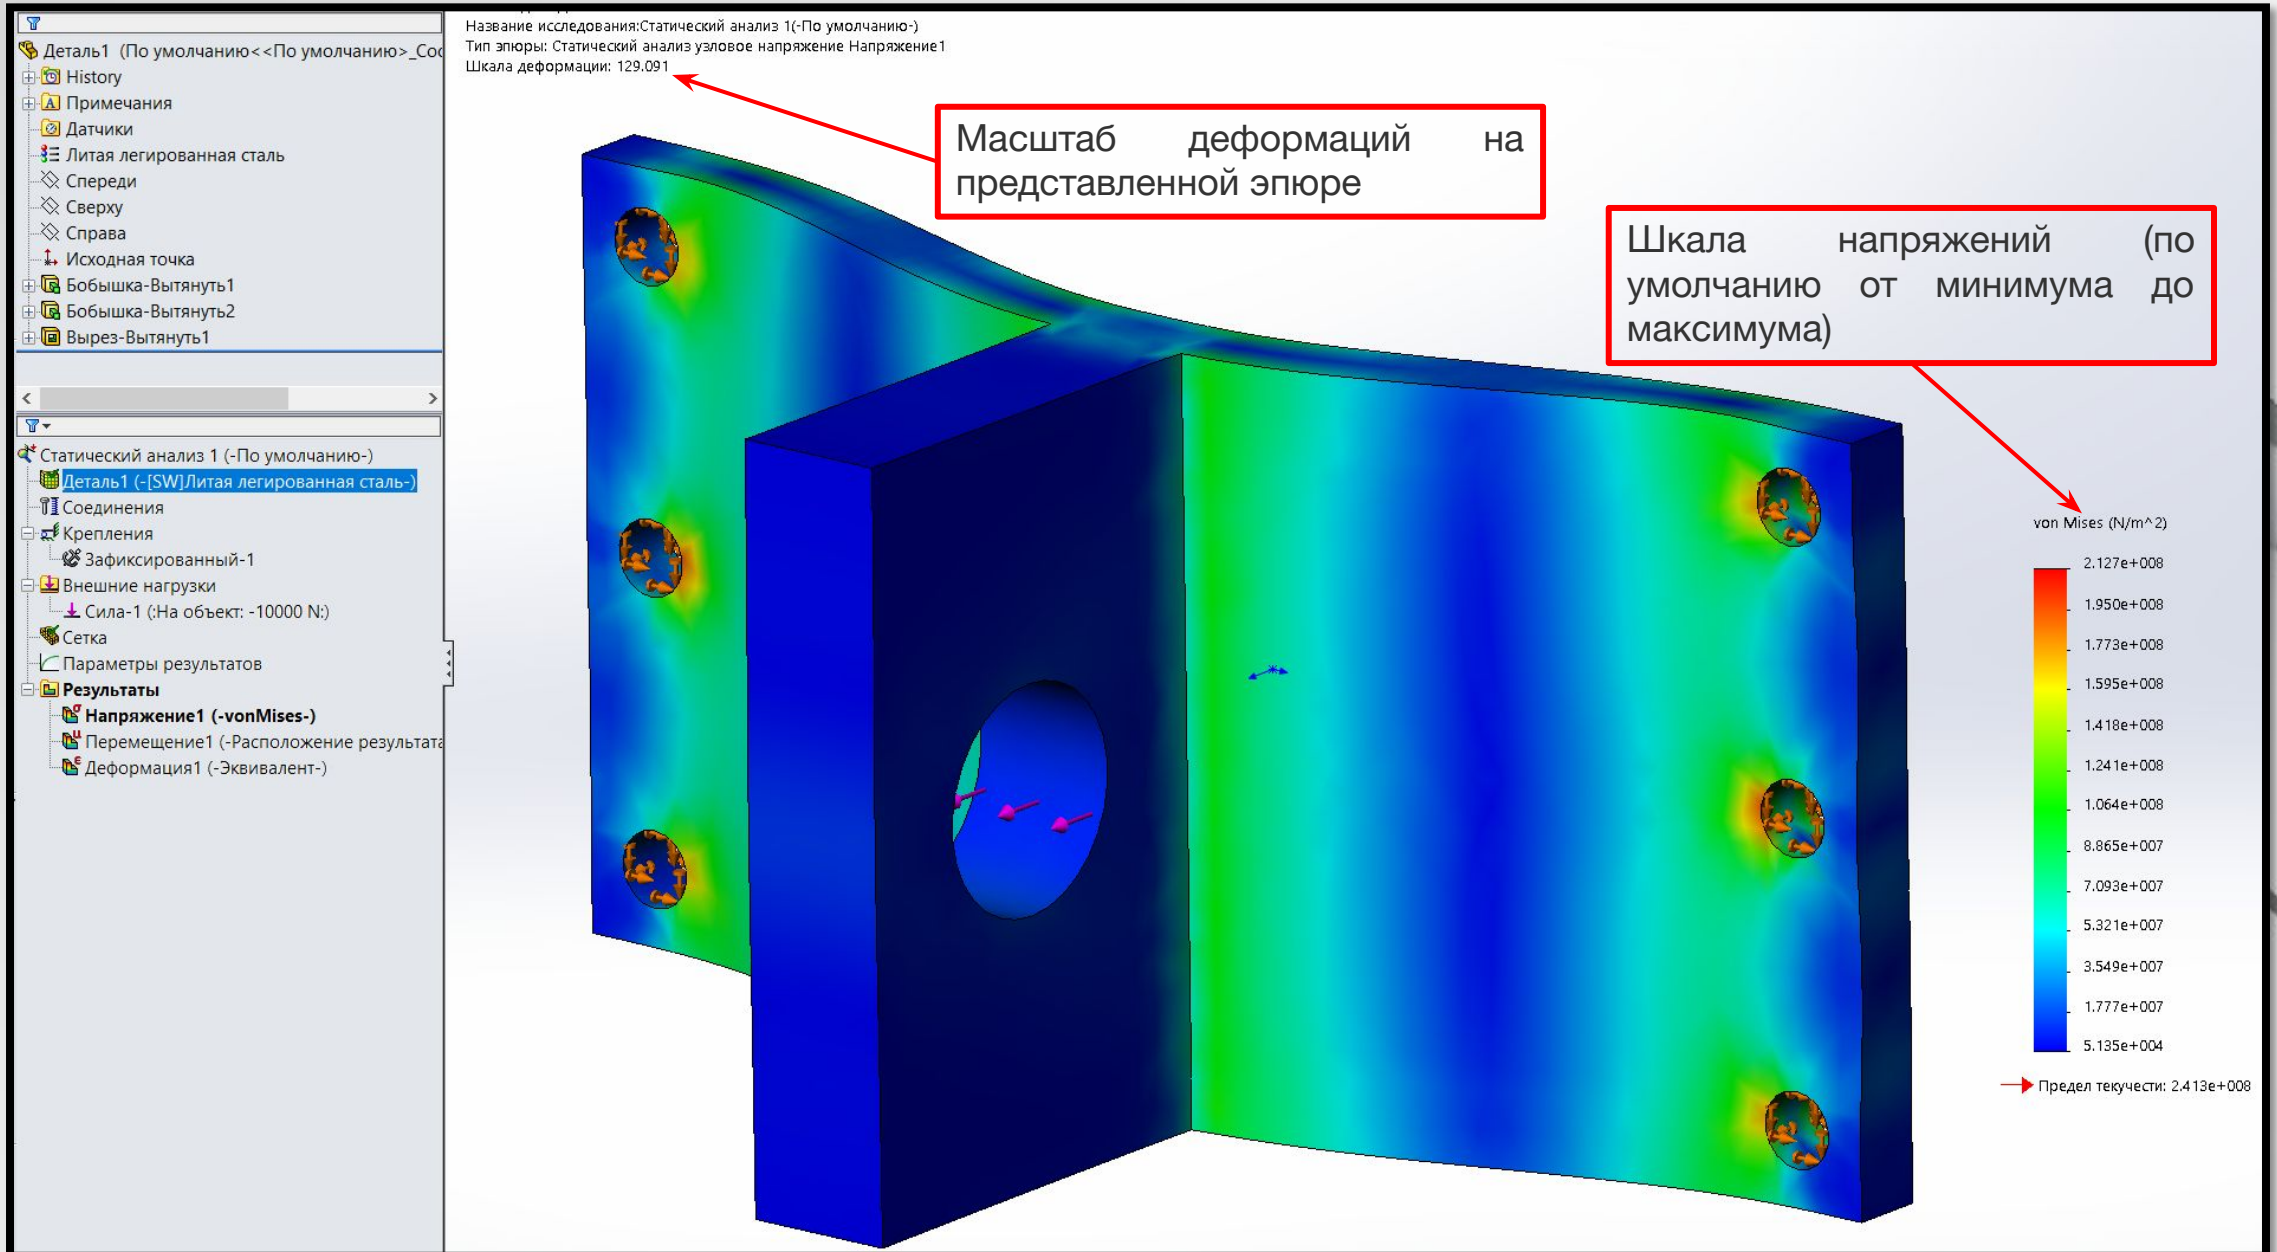 Название исследования:Статический анализ 1(-По умолчанию-)
Тип эпюры: Статический анализ узловое напряжение Напряжение1
Шкала деформации: 129.091
Деталь1 (По умолчанию<<По умолчанию>_Сос
History
Примечания
Датчики
Литая легированная сталь
Спереди
Сверху
Справа
Исходная точка
Бобышка-Вытянуть1
Бобышка-Вытянуть2
Вырез-Вытянуть1
Статический анализ 1 (-По умолчанию-)
Деталь1 (-[SW]Литая легированная сталь-)
Соединения
Крепления
Зафиксированный-1
Внешние нагрузки
Сила-1 (:На объект: -10000 N:)
Сетка
Параметры результатов
Результаты
Напряжение1 (-vonMises-)
Перемещение1 (-Расположение результата
Деформация1 (-Эквивалент-)
Масштаб деформаций на
представленной эпюре
Шкала напряжений (по
умолчанию от минимума до
максимума)
von Mises (N/m^2)
2.127e+008
1.950e+008
1.773e+008
1.595e+008
1.418e+008
1.241e+008
1.064e+008
8.865e+007
7.093e+007
5.321e+007
3.549e+007
1.777e+007
5.135e+004
Предел текучести: 2.413e+008